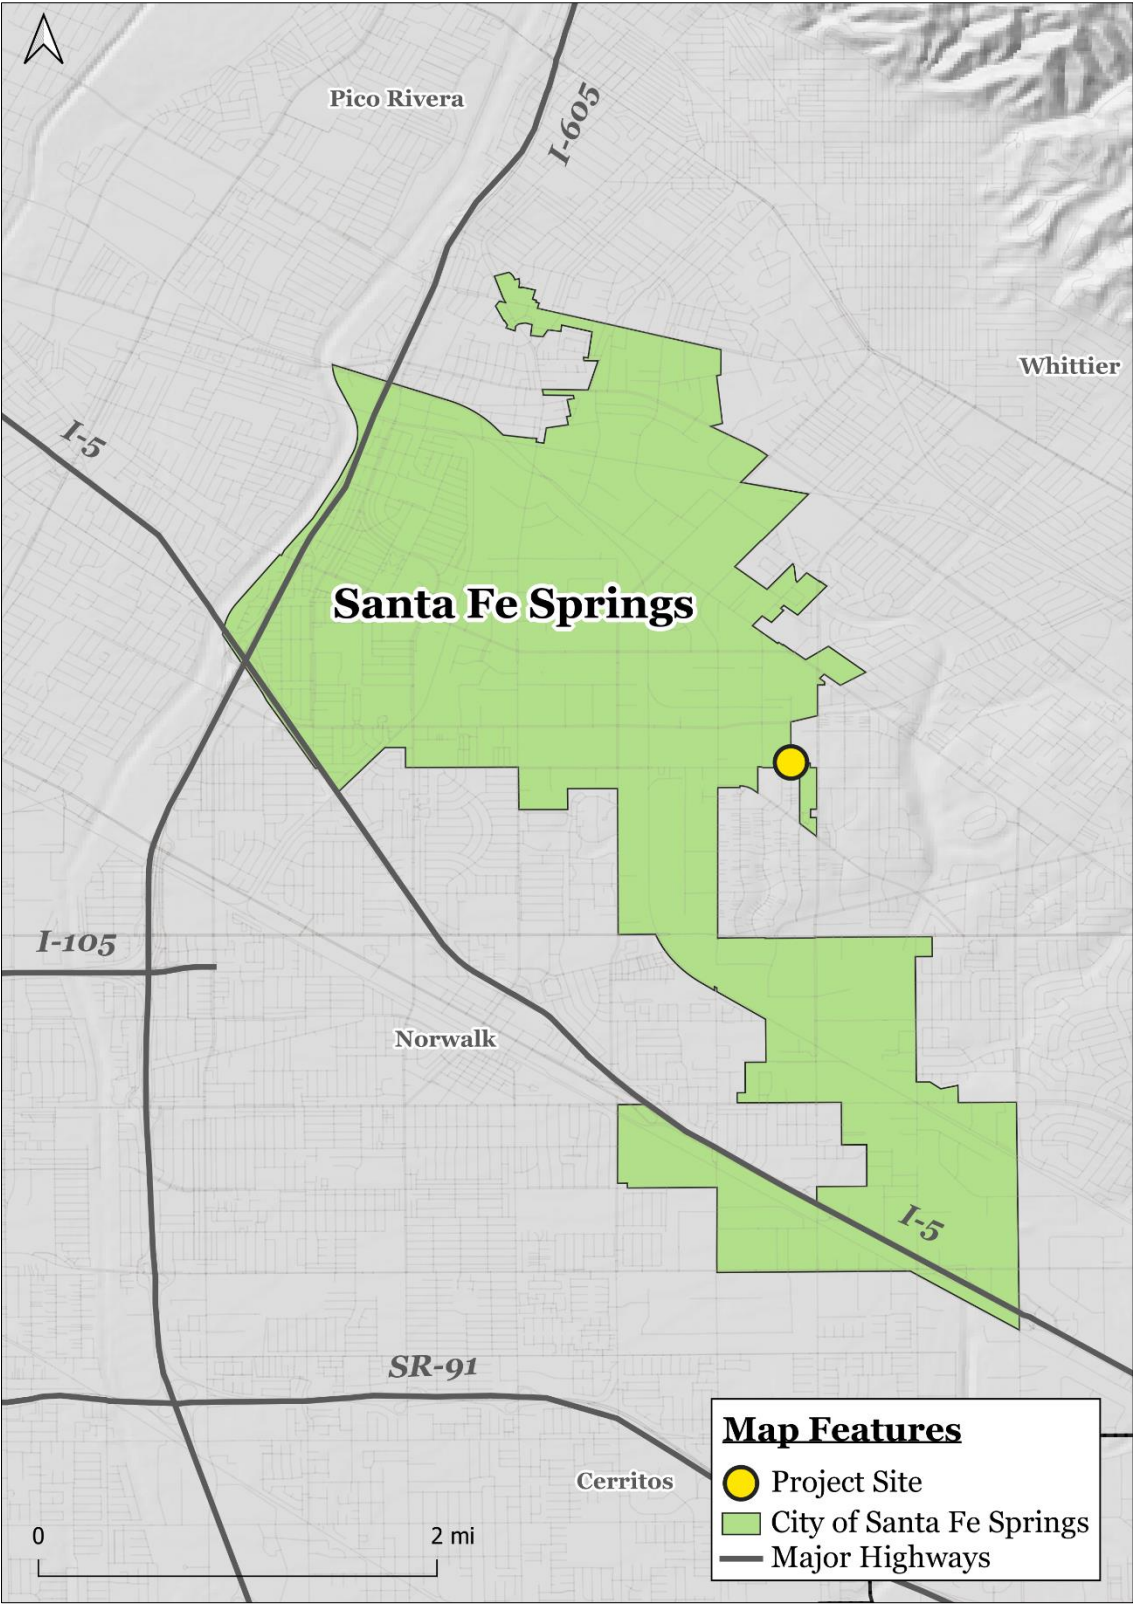 Pico Rivera
I-605
Whittier
I-5
Santa Fe Springs
I-105
Norwalk
I-5
SR-91
Cerritos
Map Features
Project Site
City of Santa Fe Springs
Major Highways
0 2 mi